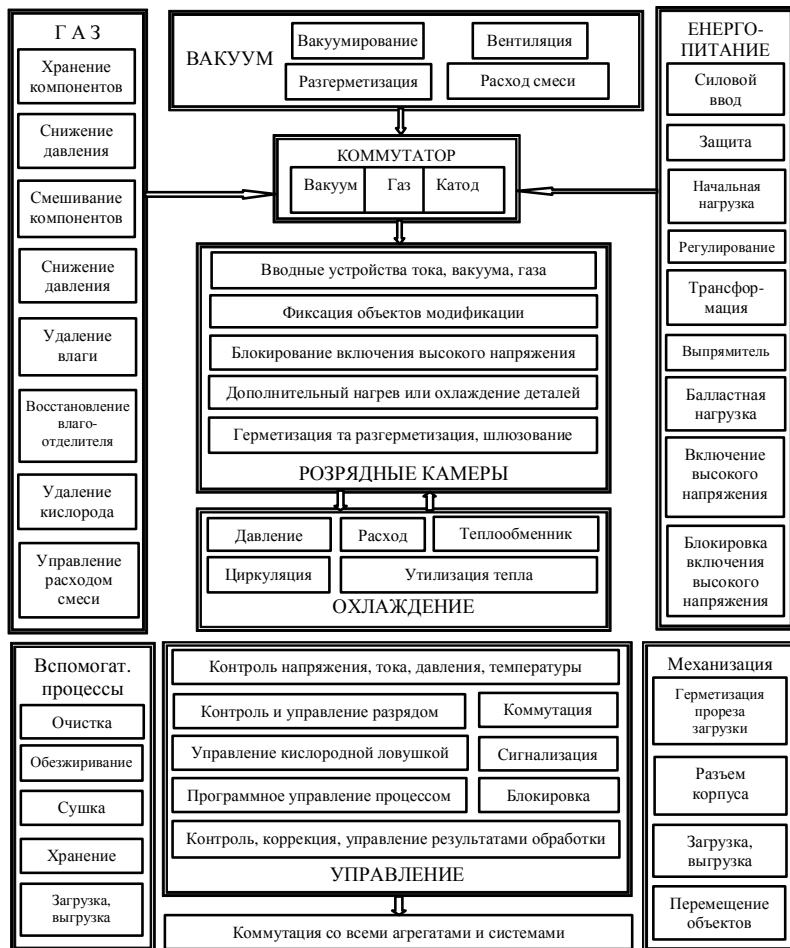 Г А З
Хранение
компонентов
Снижение
давления
Смешивание
компонентов
Снижение
давления
Удаление
влаги
Восстановление
влаго-
отделителя
Удаление
кислорода
Управление
расходом
смеси
ВАКУУМ
Вакуумирование
Вентиляция
Разгерметизация
Расход смеси
КОММУТАТОР
Вакуум
Газ
Катод
Вводные устройства тока, вакуума, газа
Фиксация объектов модификации
Блокирование включения высокого напряжения
Дополнительный нагрев или охлаждение деталей
Герметизация та разгерметизация, шлюзование
РОЗРЯДНЫЕ КАМЕРЫ
Давление
Расход
Теплообменник
Циркуляция
Утилизация тепла
ОХЛАЖДЕНИЕ
ЕНЕРГО-
ПИТАНИЕ
Силовой
ввод
Защита
Начальная
нагрузка
Регулирование
Трансфор-
мация
Выпрямитель
Балластная
нагрузка
Включение
высокого
напряжения
Блокировка
включения
высокого
напряжения
Вспомогат.
процессы
Очистка
Обезжиривание
Сушка
Хранение
Загрузка,
выгрузка
Контроль напряжения, тока, давления, температуры
Контроль и управление разрядом
Коммутация
Управление кислородной ловушкой
Сигнализация
Программное управление процессом
Блокировка
Контроль, коррекция, управление результатами обработки
УПРАВЛЕНИЕ
Коммутация со всеми агрегатами и системами
Механизация
Герметизация
прореза
загрузки
Разъем
корпуса
Загрузка,
выгрузка
Перемещение
объектов